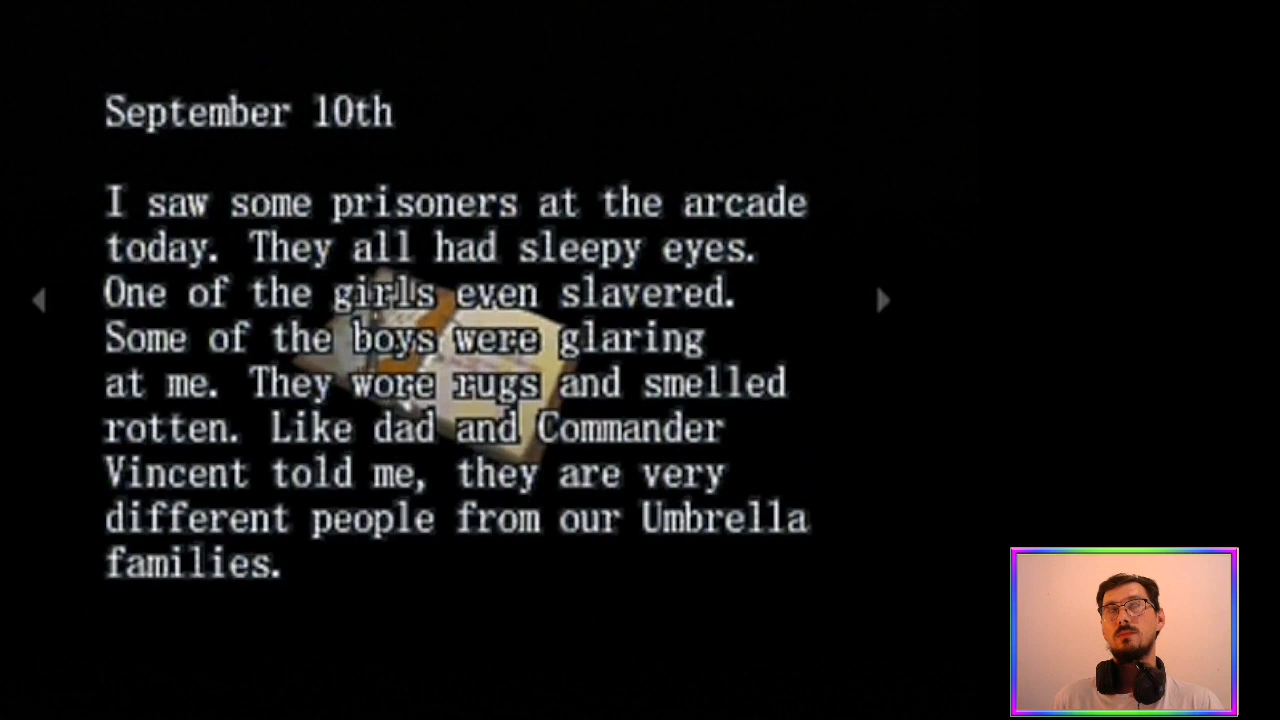 September 10th
I saw some prisoners at the arcade
today. They all had sleepy eyes.
One of the girls even slavered.
Some of the boys were glaring
at me. They wore rugs and smelled
rotten. Like dad and Commander
Vincent told me, they are very
different people from our Umbrella
families.